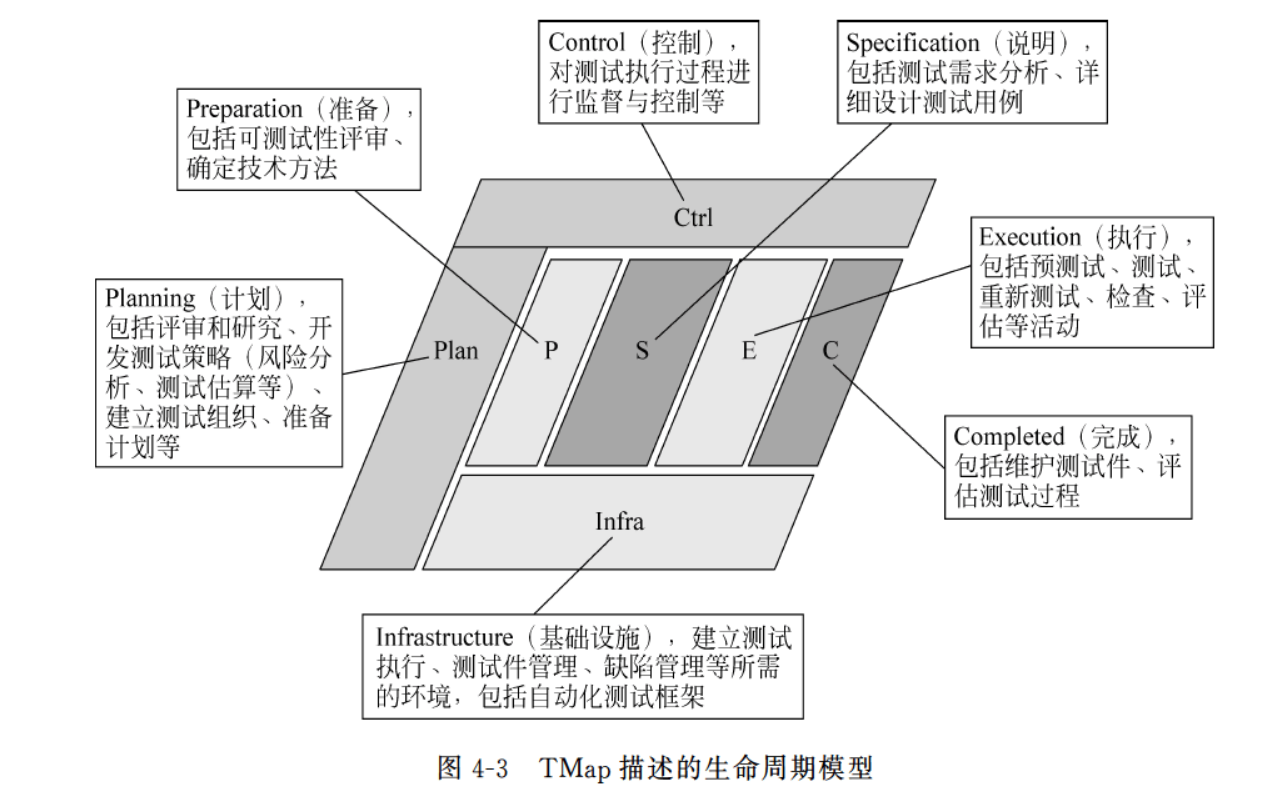 Control（控制），
对测试执行过程进
行监督与控制等
Specification（说明），
包括测试需求分析、详
细设计测试用例
Preparation（准备），
包括可测试性评审、
确定技术方法
Ctrl
Execution（执行），
包括预测试、测试、
重新测试、检查、评
估等活动
Planning（计划），
包括评审和研究、开
发测试策略（风险分
析、测试估算等）、
建立测试组织、准备
计划等
Plan
P
S
E
C
Completed（完成），
包括维护测试件、评
估测试过程
Infra
Infrastructure（基础设施），建立测试
执行、测试件管理、缺陷管理等所需
的环境，包括自动化测试框架
图 4-3 TMap 描述的生命周期模型